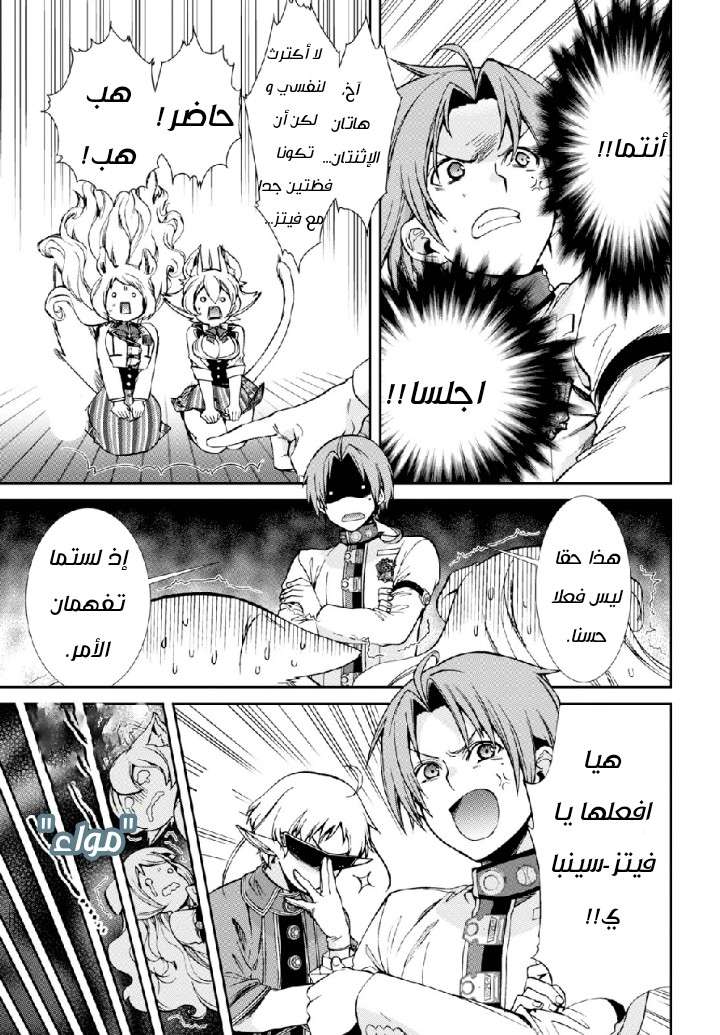 أنتما!!
اجلسا!!
آخ،
هاتان
الإثنتان...
لا أكترث
لنفسي و
لكن أن
تكونا
فظتين جدا
مع فيتز...
حاضر!
هب
هب!
هذا حقا
ليس فعلا
حسنا.
إذ لستما
تفهمان
الأمر.
هيا
افعلها يا
فيتز-سينبا
ي!!
"مواء."